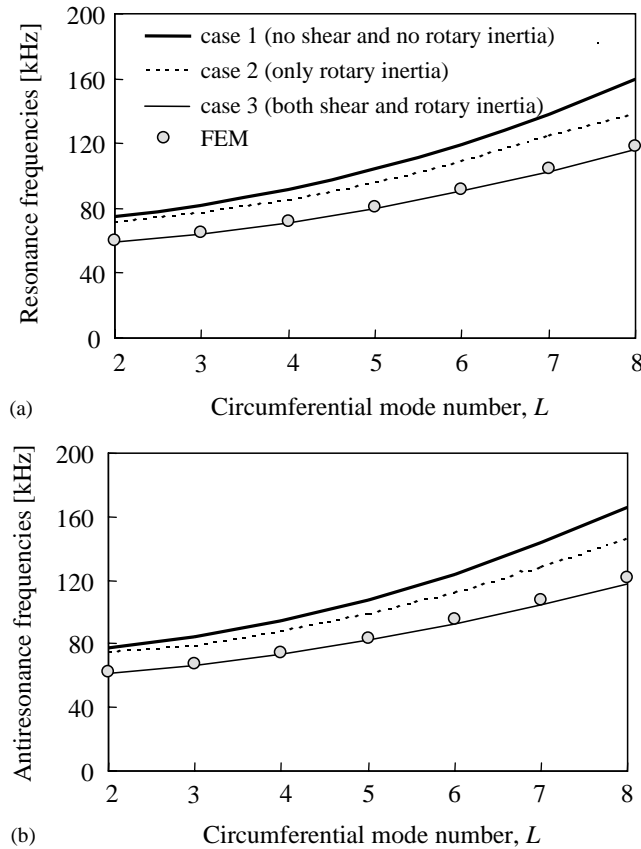 200
160
120
80
40
0
Resonance frequencies [kHz]
case 1 (no shear and no rotary inertia)
case 2 (only rotary inertia)
case 3 (both shear and rotary inertia)
FEM
2 3 4 5 6 7 8
(a) Circumferential mode number, L
200
160
120
80
40
0
Antiresonance frequencies [kHz]
2 3 4 5 6 7 8
(b) Circumferential mode number, L